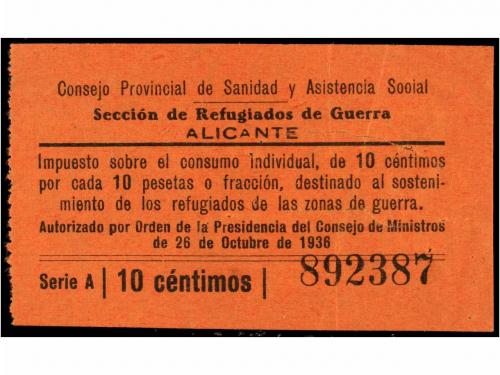 Consejo Provincial de Sanidad y Asistencia Social
Sección de Refugiados de Guerra
ALICANTE
Impuesto sobre el consumo individual, de 10 céntimos
por cada 10 pesetas o fracción, destinado al sosteni-
miento de los refugiados de las zonas de guerra.
Autorizado por Orden de la Presidencia del Consejo de Ministros
de 26 de Octubre de 1936
Serie A | 10 céntimos | 892387